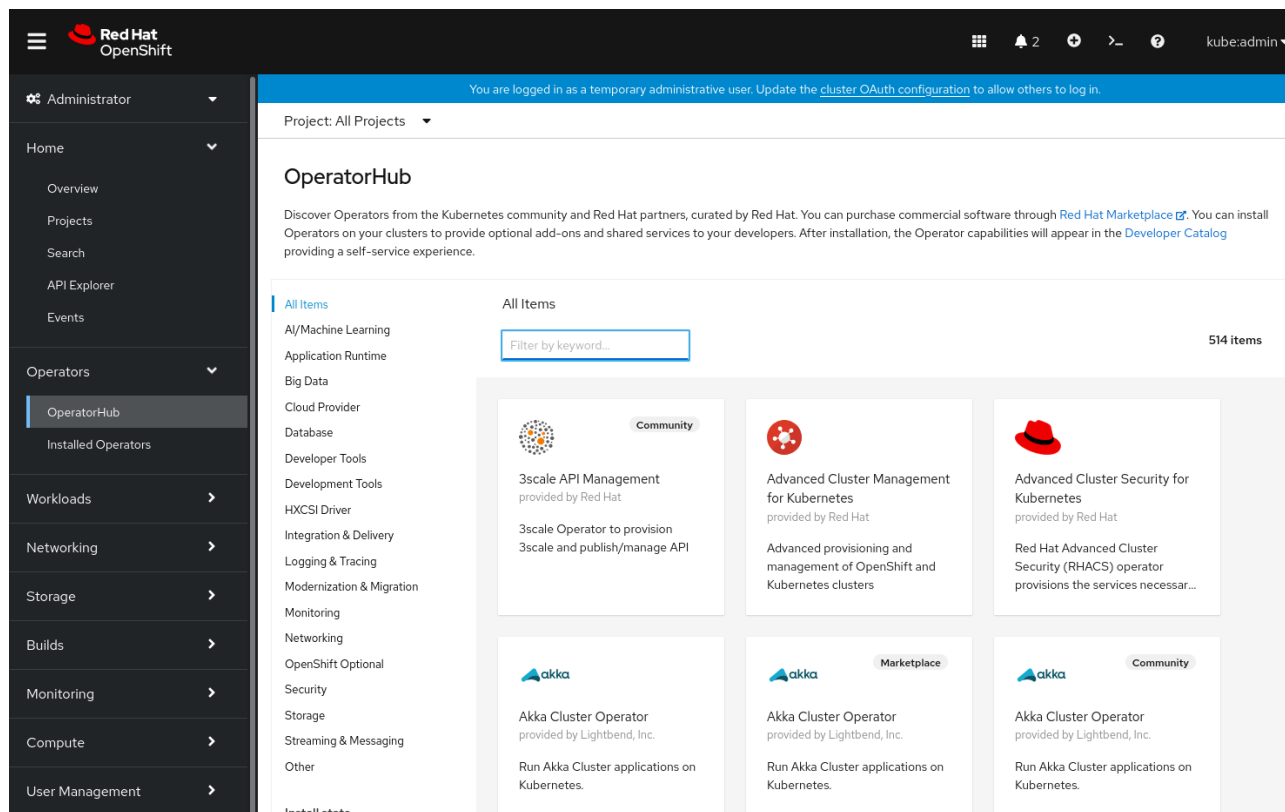 Red Hat
OpenShift
2
kube:admin
Administrator
Home
Overview
Projects
Search
API Explorer
Events
Operators
OperatorHub
Installed Operators
Workloads
Networking
Storage
Builds
Monitoring
Compute
User Management
You are logged in as a temporary administrative user. Update the cluster OAuth configuration to allow others to log in.
Project: All Projects
OperatorHub
Discover Operators from the Kubernetes community and Red Hat partners, curated by Red Hat. You can purchase commercial software through Red Hat Marketplace. You can install
Operators on your clusters to provide optional add-ons and shared services to your developers. After installation, the Operator capabilities will appear in the Developer Catalog
providing a self-service experience.
All Items
AI/Machine Learning
Application Runtime
Big Data
Cloud Provider
Database
Developer Tools
Development Tools
HXCSI Driver
Integration & Delivery
Logging & Tracing
Modernization & Migration
Monitoring
Networking
OpenShift Optional
Security
Storage
Streaming & Messaging
Other
All Items
Filter by keyword...
514 items
Community
3scale API Management
provided by Red Hat
3scale Operator to provision
3scale and publish/manage API
Advanced Cluster Management
for Kubernetes
provided by Red Hat
Advanced provisioning and
management of OpenShift and
Kubernetes clusters
Advanced Cluster Security for
Kubernetes
provided by Red Hat
Red Hat Advanced Cluster
Security (RHACS) operator
provisions the services necessar...
akka
Akka Cluster Operator
provided by Lightbend, Inc.
Run Akka Cluster applications on
Kubernetes.
akka
Marketplace
Akka Cluster Operator
provided by Lightbend, Inc.
Run Akka Cluster applications on
Kubernetes.
akka
Community
Akka Cluster Operator
provided by Lightbend, Inc.
Run Akka Cluster applications on
Kubernetes.